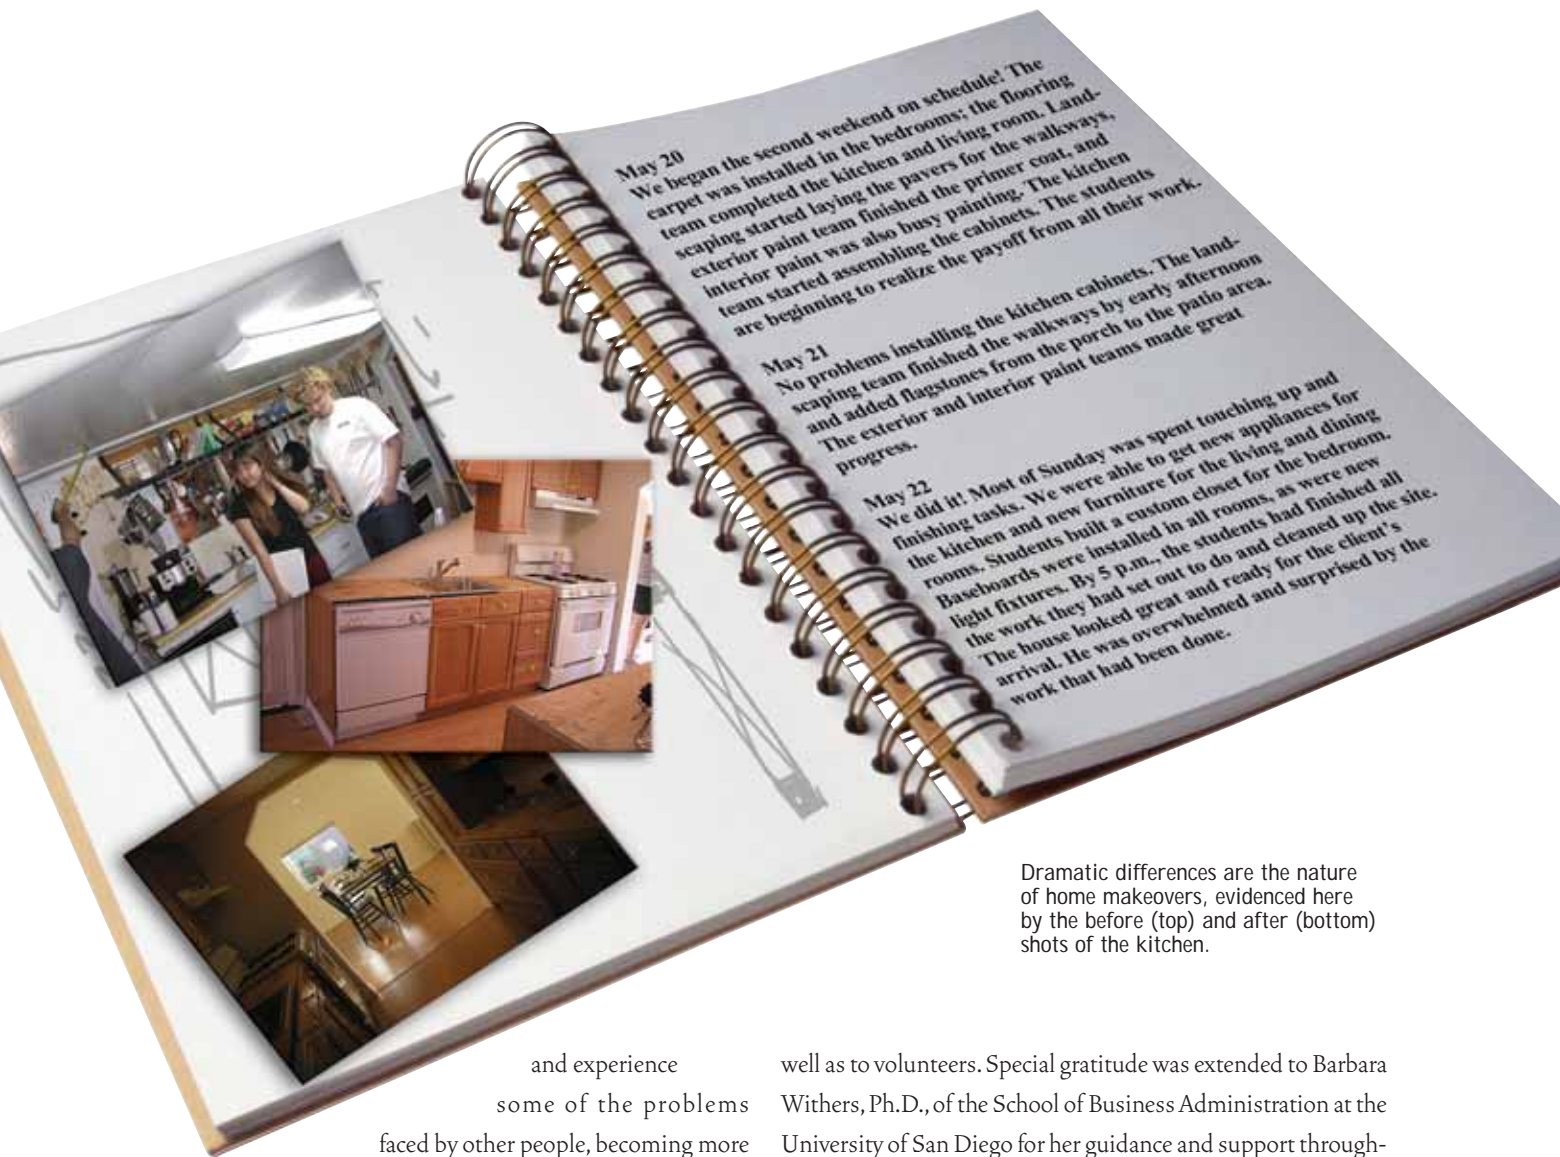 May 20
We began the second weekend on schedule! The
carpet was installed in the bedrooms; the flooring
team completed the kitchen and living room. Land-
scaping started laying the pavers for the walkways,
exterior paint team finished the primer coat, and
interior paint was also busy painting. The kitchen
team started assembling the cabinets. The students
are beginning to realize the payoff from all their work.
May 21
No problems installing the kitchen cabinets. The land-
scaping team finished the walkways by early afternoon
and added flagstones from the porch to the patio area.
The exterior and interior paint teams made great
progress.
May 22
We did it! Most of Sunday was spent touching up and
finishing tasks. We were able to get new appliances for
the kitchen and new furniture for the living and dining
rooms. Students built a custom closet for the bedroom.
Baseboards were installed in all rooms, as were new
light fixtures. By 5 p.m., the students had finished all
the work they had set out to do and cleaned up the site.
The house looked great and ready for the client's
arrival. He was overwhelmed and surprised by the
work that had been done.
Dramatic differences are the nature
of home makeovers, evidenced here
by the before (top) and after (bottom)
shots of the kitchen.
and experience
some of the problems
faced by other people, becoming more
well as to volunteers. Special gratitude was extended to Barbara
Withers, Ph.D., of the School of Business Administration at the
University of San Diego for her guidance and support through-